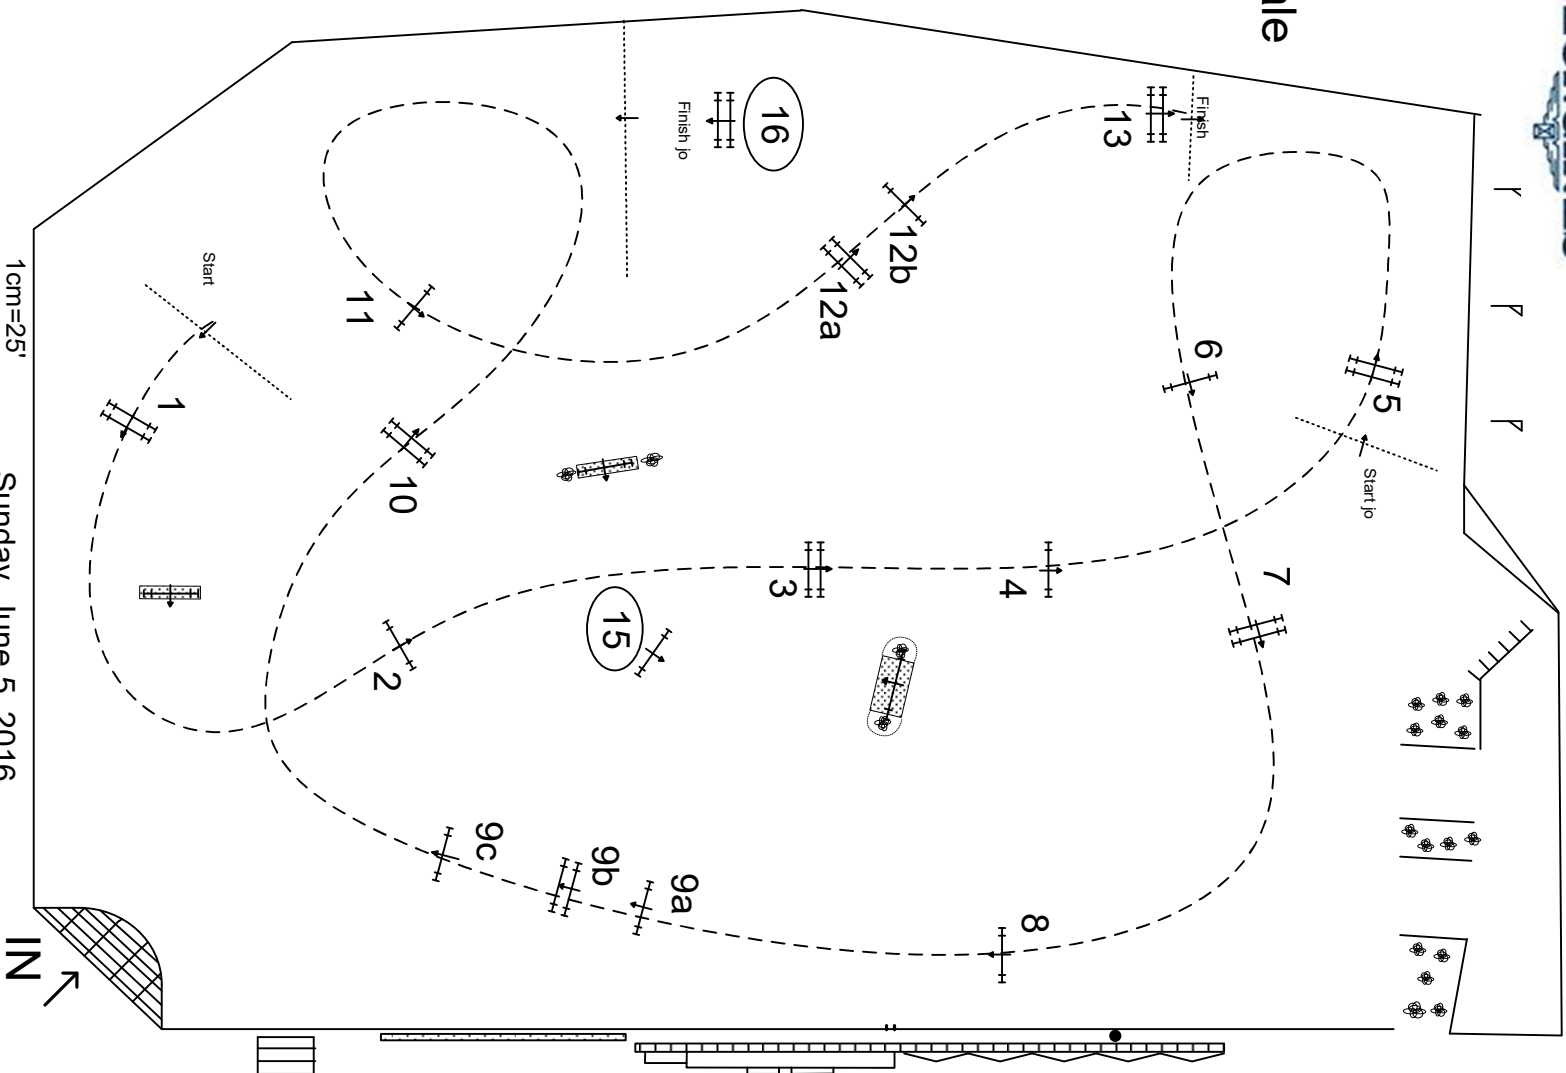 ale
Finish
13
16
Finish jo
12b
12a
11
Start
1cm=25'
1
10
6
5
Start jo
3
4
7
15
2
9c
9b
9a
8
IN
Sunday, June 5, 2016